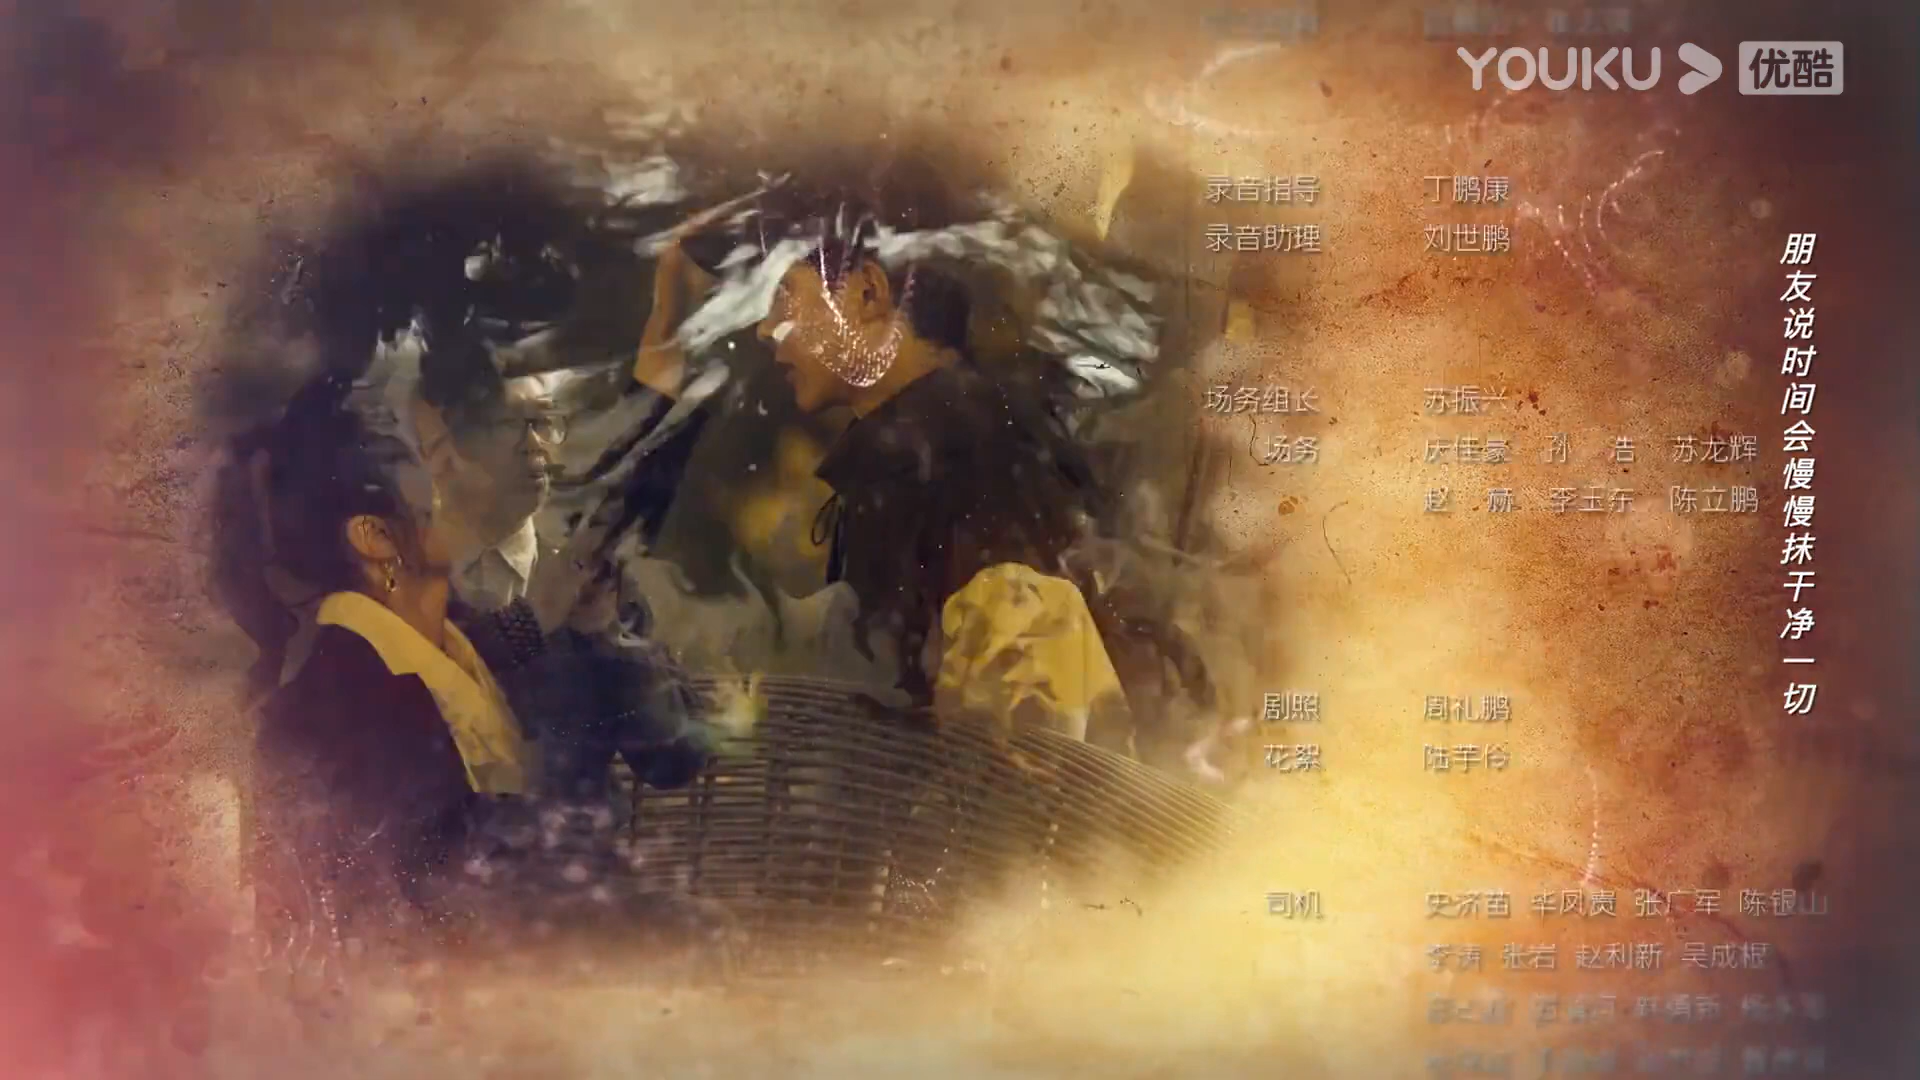 YOUKU 优酷
录音指导 丁鹏康
录音助理 刘世鹏
场务组长 苏振兴
场务 庆佳豪 孙浩 苏龙辉
赵赫 李玉东 陈立鹏
剧照 周礼鹏
花絮 陆芋伶
司机 史济苗 华凤贵 张广军 陈银山
李涛 张岩 赵利新 吴成根
朋友说时间会慢慢抹干净一切